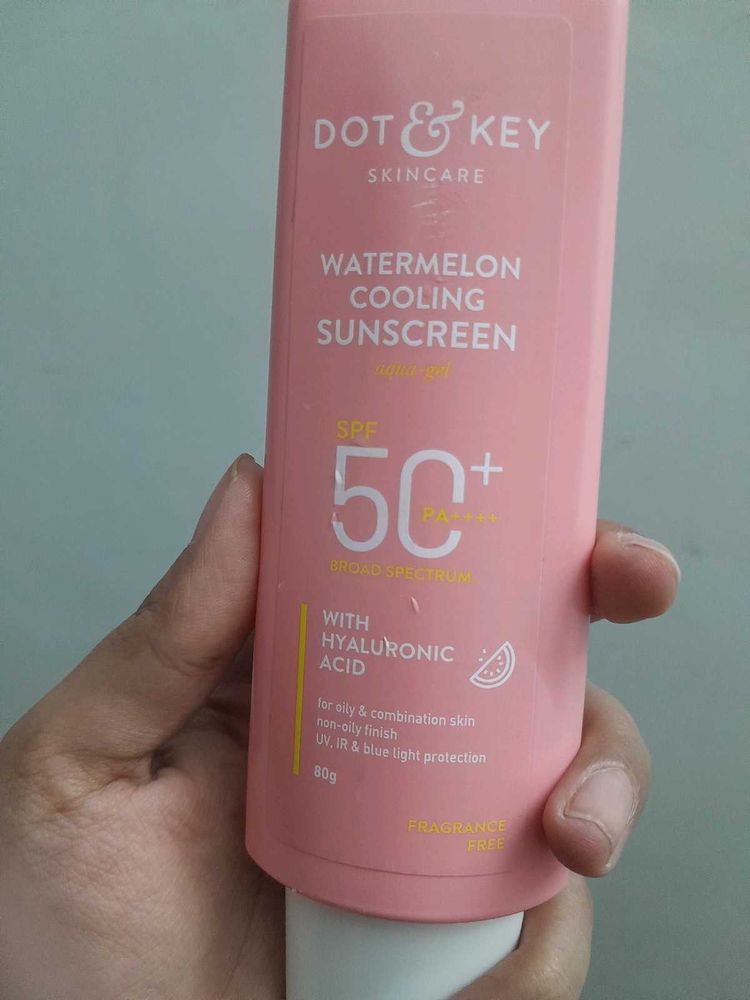 DOT & KEY
SKINCARE
WATERMELON
COOLING
SUNSCREEN
aqua-gel
SPF
50+
PA++++
BROAD SPECTRUM
WITH
HYALURONIC
ACID
for oily & combination skin
non-oily finish
UV, IR & blue light protection
80g
FRAGRANCE
FREE